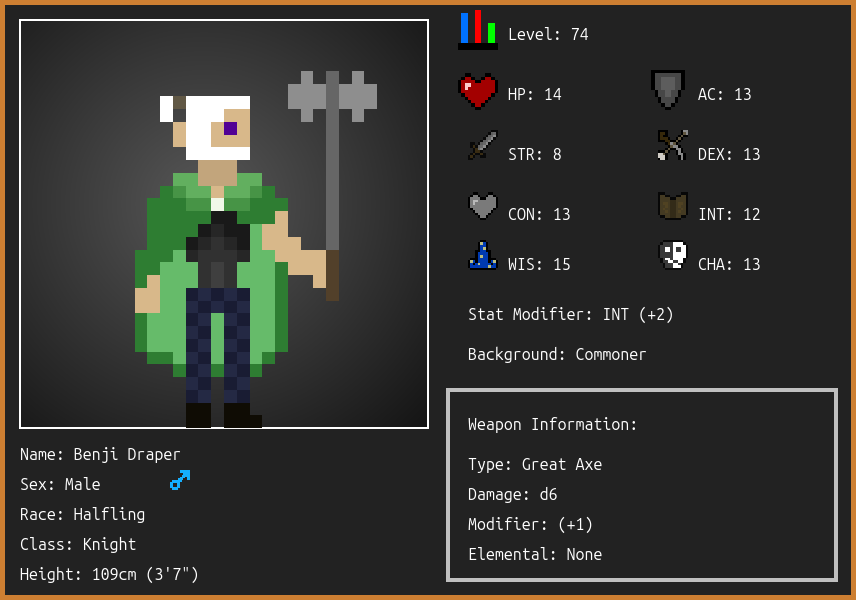 Level: 74
HP: 14
AC: 13
STR: 8
DEX: 13
CON: 13
INT: 12
WIS: 15
CHA: 13
Stat Modifier: INT (+2)
Background: Commoner
Weapon Information:
Type: Great Axe
Damage: d6
Modifier: (+1)
Elemental: None
Name: Benji Draper
Sex: Male
Race: Halfling
Class: Knight
Height: 109cm (3'7")